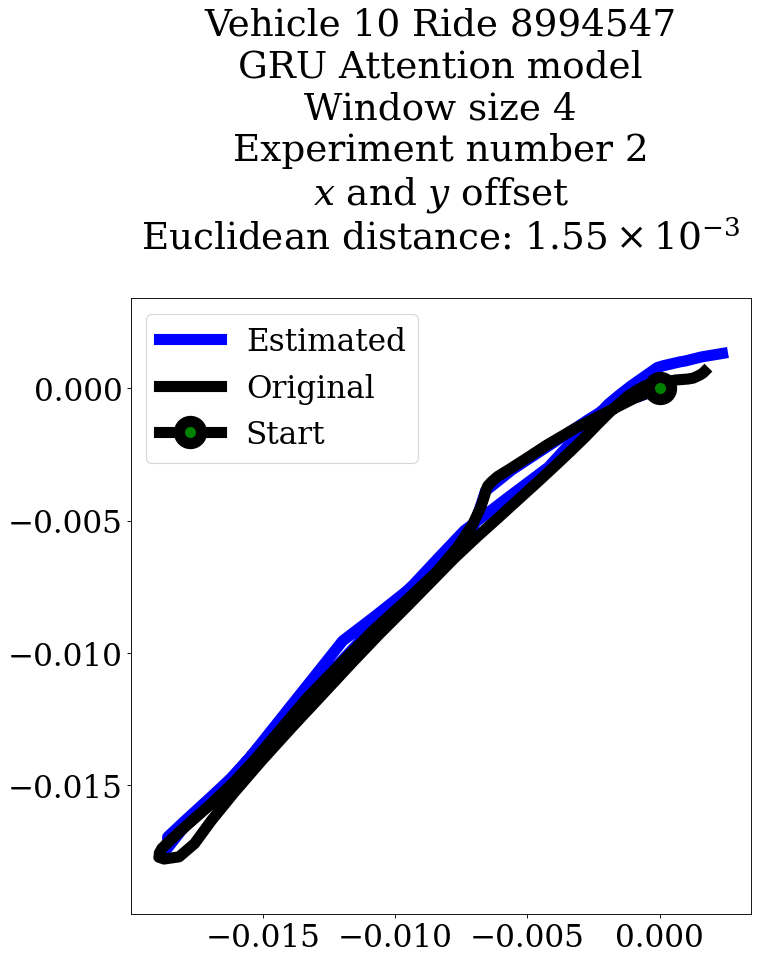 Vehicle 10 Ride 8994547
GRU Attention model
Window size 4
Experiment number 2
x and y offset
Euclidean distance: 1.55 × 10⁻³
Estimated
Original
Start
0.000
−0.005
−0.010
−0.015
−0.015 −0.010 −0.005 0.000